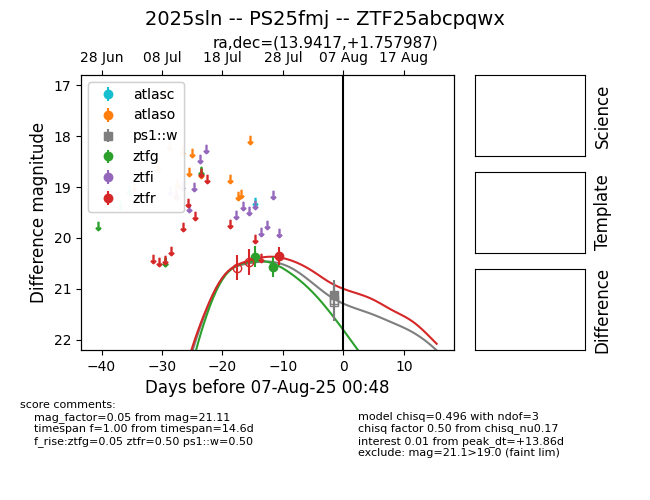 2025sln -- PS25fmj -- ZTF25abcpqwx
ra,dec=(13.9417,+1.757987)
28 Jun 08 Jul 18 Jul 28 Jul 07 Aug 17 Aug
17
18
19
20
21
22
Difference magnitude
atlasc
atlaso
ps1::w
ztfg
ztfi
ztfr
−40 −30 −20 −10 0 10
Days before 07-Aug-25 00:48
Science
Template
Difference
score comments:
mag_factor=0.05 from mag=21.11
timespan f=1.00 from timespan=14.6d
f_rise:ztfg=0.05 ztfr=0.50 ps1::w=0.50
model chisq=0.496 with ndof=3
chisq factor 0.50 from chisq_nu0.17
interest 0.01 from peak_dt=+13.86d
exclude: mag=21.1>19.0 (faint lim)